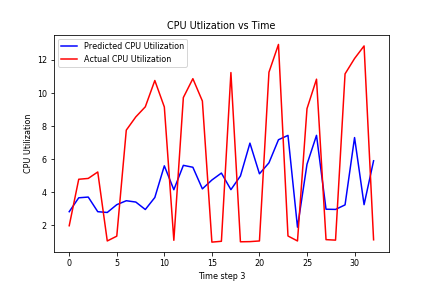 CPU Utlization vs Time
Predicted CPU Utilization
Actual CPU Utilization
CPU Utilization
12
10
8
6
4
2
0 5 10 15 20 25 30
Time step 3